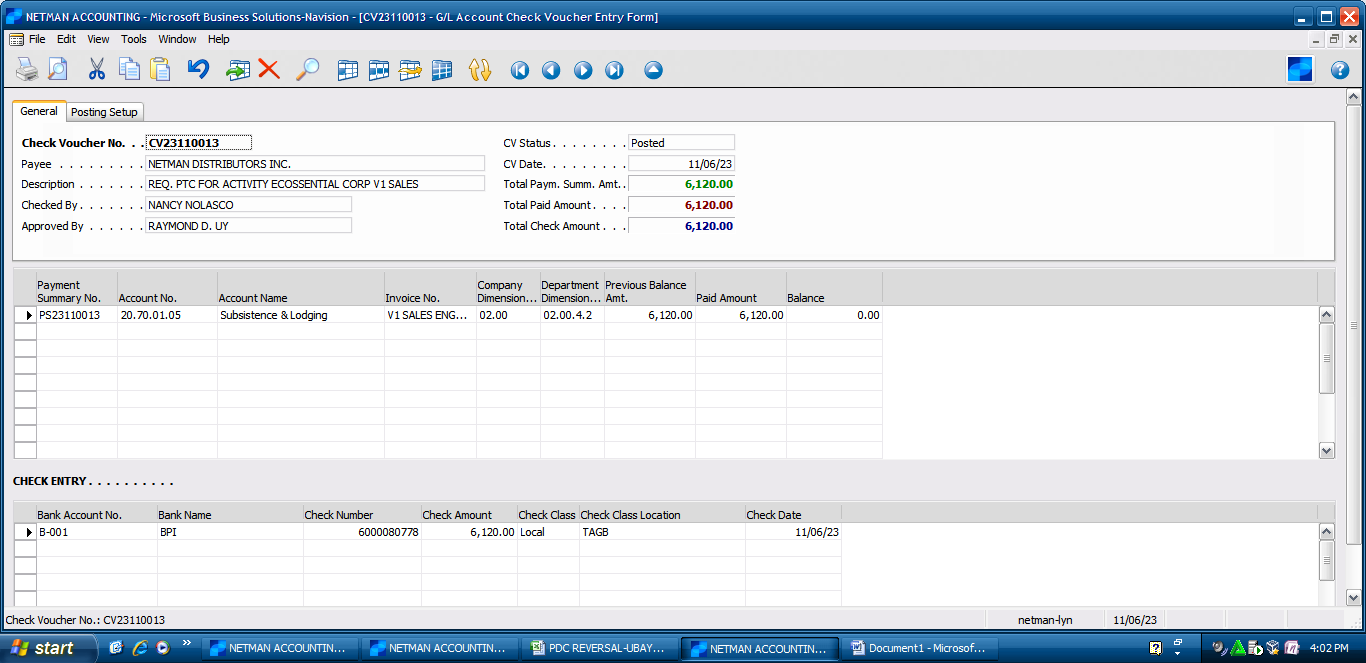 NETMAN ACCOUNTING - Microsoft Business Solutions-Navision - [CV23110013 - G/L Account Check Voucher Entry Form]
File Edit View Tools Window Help
General Posting Setup
Check Voucher No. . . CV23110013 CV Status . . . . . . . . Posted
Payee . . . . . . . . . NETMAN DISTRIBUTORS INC. CV Date. . . . . . . . . 11/06/23
Description . . . . . . . REQ. PTC FOR ACTIVITY ECOSSENTIAL CORP V1 SALES Total Paym. Summ. Amt. . 6,120.00
Checked By . . . . . . . NANCY NOLASCO Total Paid Amount . . . . 6,120.00
Approved By . . . . . . RAYMOND D. UY Total Check Amount . . . 6,120.00
Payment Company Department Previous Balance
Summary No. Account No. Account Name Invoice No. Dimension... Dimension... Amt. Paid Amount Balance
PS23110013 20.70.01.05 Subsistence & Lodging V1 SALES ENG... 02.00 02.00.4.2 6,120.00 6,120.00 0.00
CHECK ENTRY . . . . . . . . . .
Bank Account No. Bank Name Check Number Check Amount Check Class Check Class Location Check Date
B-001 BPI 6000080778 6,120.00 Local TAGB 11/06/23
Check Voucher No.: CV23110013 netman-lyn 11/06/23
start NETMAN ACCOUNTIN... NETMAN ACCOUNTIN... PDC REVERSAL-UBAY... NETMAN ACCOUNTIN... Document1 - Microsof... 4:02 PM